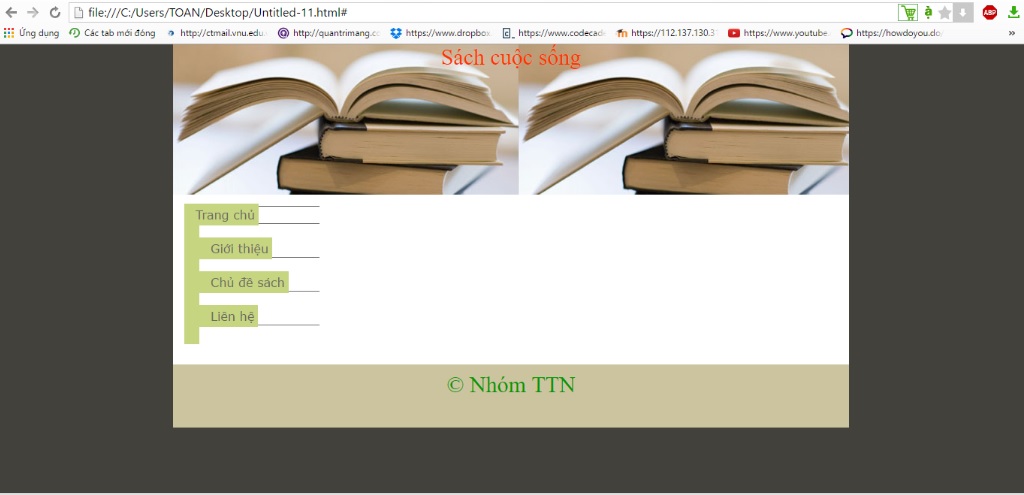 file:///C:/Users/TOAN/Desktop/Untitled-11.html#
Ứng dụng Các tab mới đóng http://ctmail.vnu.edu. http://quantrimang.co https://www.dropbox https://www.codecad https://112.137.130.3 https://www.youtube. https://howdoyou.do/ »
ABP
Sách cuộc sống
Trang chủ
Giới thiệu
Chủ đề sách
Liên hệ
© Nhóm TTN